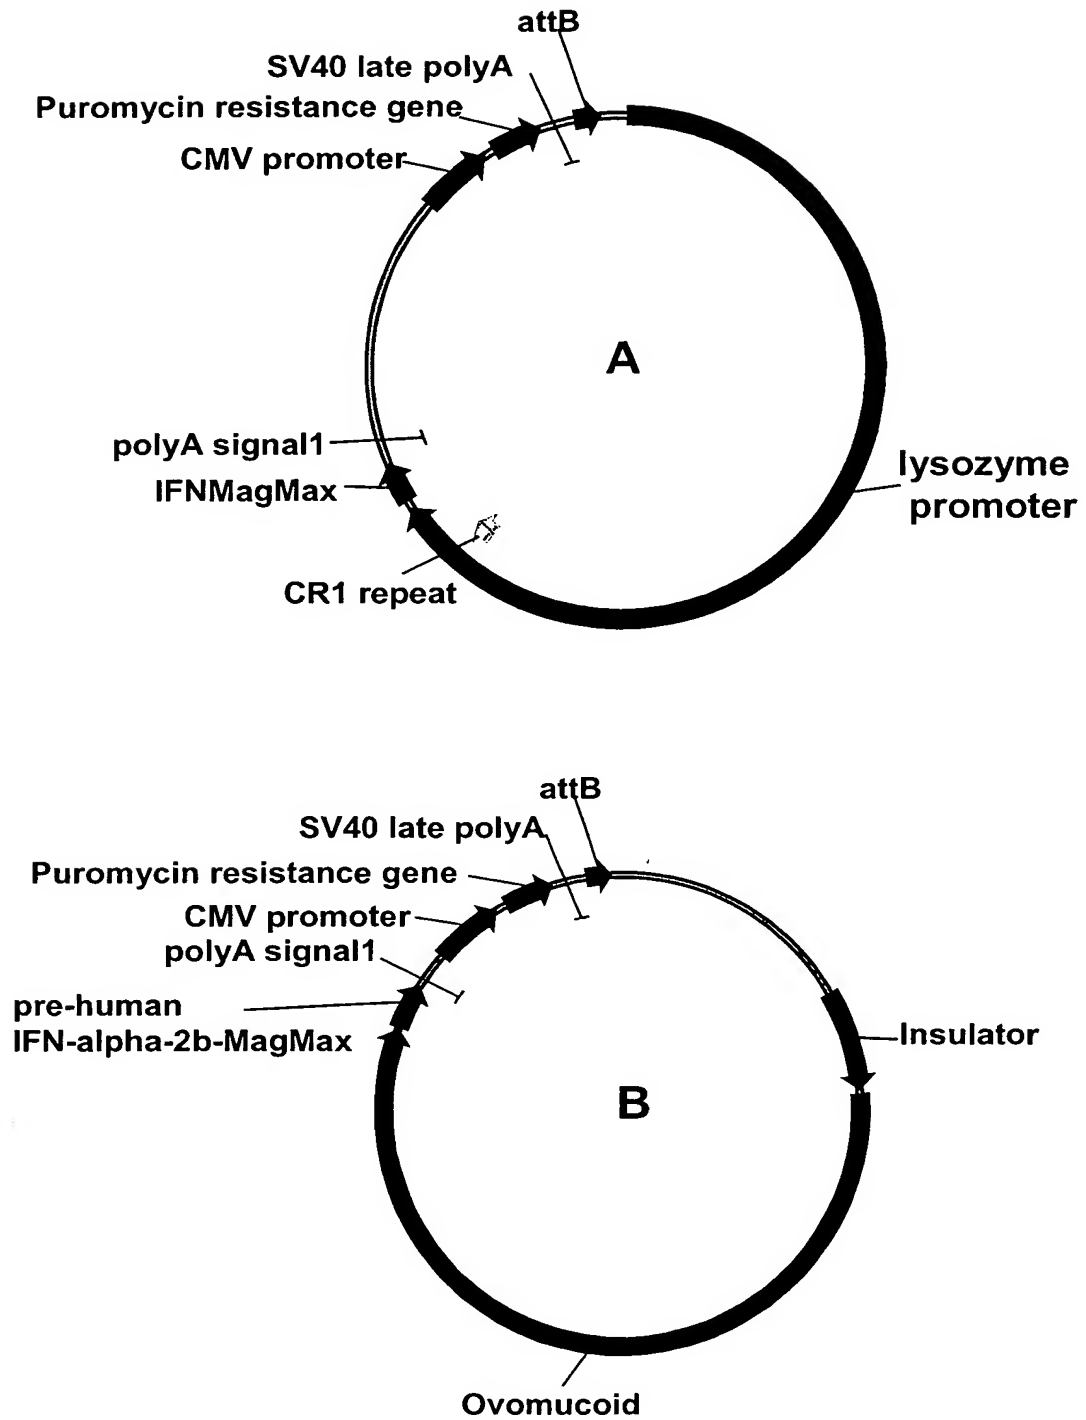 attB
SV40 late polyA
Puromycin resistance gene
CMV promoter
A
polyA signal1
IFNMagMax
lysozyme
promoter
CR1 repeat
attB
SV40 late polyA
Puromycin resistance gene
CMV promoter
polyA signal1
pre-human
IFN-alpha-2b-MagMax
Insulator
B
Ovomucoid